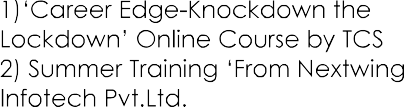 1)‘Career Edge-Knockdown the
Lockdown’ Online Course by TCS
2) Summer Training ‘From Nextwing
Infotech Pvt.Ltd.